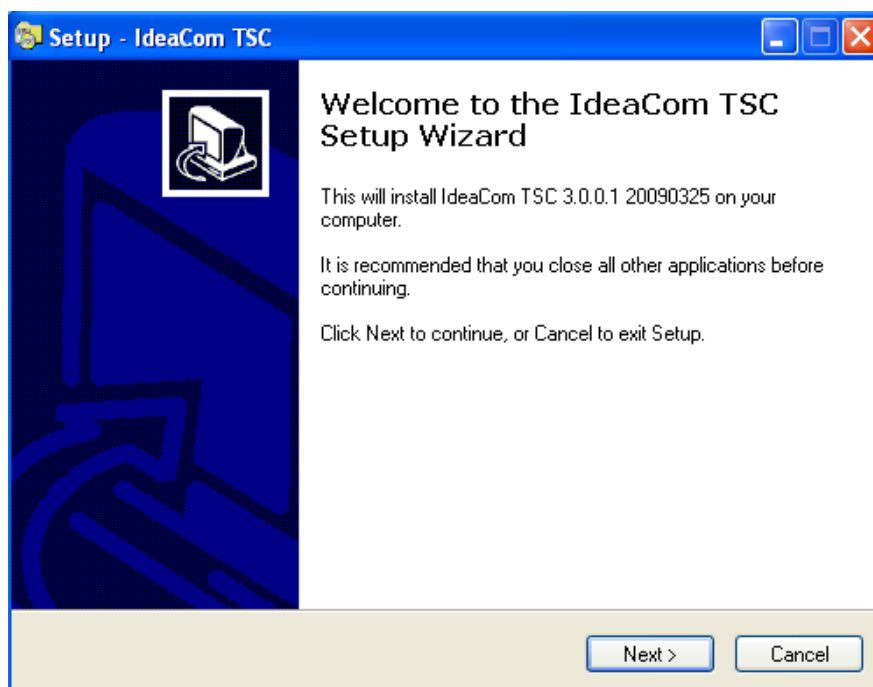 Setup - IdeaCom TSC
Welcome to the IdeaCom TSC
Setup Wizard
This will install IdeaCom TSC 3.0.0.1 20090325 on your
computer.
It is recommended that you close all other applications before
continuing.
Click Next to continue, or Cancel to exit Setup.
Next >
Cancel